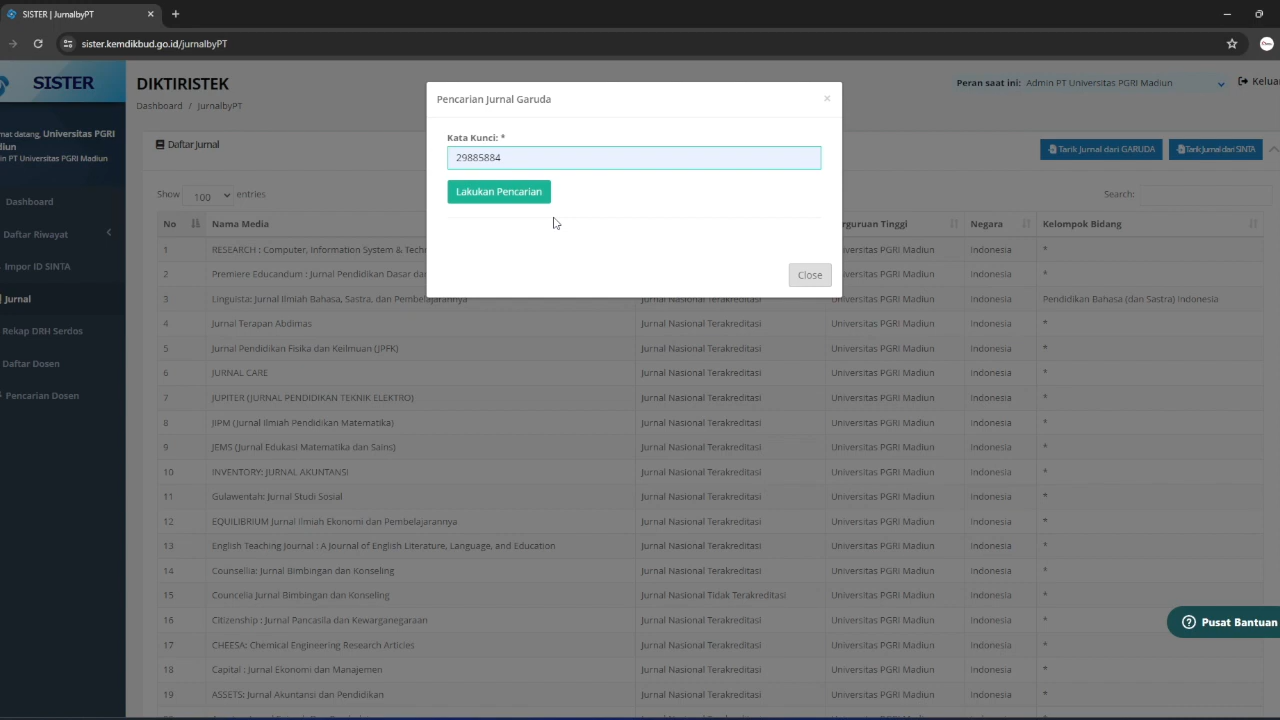 SISTER | JurnalbyPT
sister.kemdikbud.go.id/jurnalbyPT
SISTER
mat datang, Universitas PGRI
diun
in PT Universitas PGRI Madiun
Dashboard
Daftar Riwayat
Impor ID SINTA
Jurnal
Rekap DRH Serdos
Daftar Dosen
Pencarian Dosen
DIKTIRISTEK
Dashboard / JurnalbyPT
Peran saat ini: Admin PT Universitas PGRI Madiun
Kelua
Daftar Jurnal
Tarik Jurnal dari GARUDA
Tarik Jurnal dari SINTA
Show 100 entries
Search:
Pencarian Jurnal Garuda
×
Kata Kunci: *
29885884
Lakukan Pencarian
Close
No Nama Media rguruan Tinggi Negara Kelompok Bidang
1 RESEARCH : Computer, Information System & Techn Indonesia *
2 Premiere Educandum : Jurnal Pendidikan Dasar da Indonesia *
3 Linguista: Jurnal Ilmiah Bahasa, Sastra, dan Pembelajarannya Jurnal Nasional Terakreditasi Universitas PGRI Madiun Indonesia Pendidikan Bahasa (dan Sastra) Indonesia
4 Jurnal Terapan Abdimas Jurnal Nasional Terakreditasi Universitas PGRI Madiun Indonesia *
5 Jurnal Pendidikan Fisika dan Keilmuan (JPFK) Jurnal Nasional Terakreditasi Universitas PGRI Madiun Indonesia *
6 JURNAL CARE Jurnal Nasional Terakreditasi Universitas PGRI Madiun Indonesia *
7 JUPITER (JURNAL PENDIDIKAN TEKNIK ELEKTRO) Jurnal Nasional Terakreditasi Universitas PGRI Madiun Indonesia *
8 JIPM (Jurnal Ilmiah Pendidikan Matematika) Jurnal Nasional Terakreditasi Universitas PGRI Madiun Indonesia *
9 JEMS (Jurnal Edukasi Matematika dan Sains) Jurnal Nasional Terakreditasi Universitas PGRI Madiun Indonesia *
10 INVENTORY: JURNAL AKUNTANSI Jurnal Nasional Terakreditasi Universitas PGRI Madiun Indonesia *
11 Gulawentah: Jurnal Studi Sosial Jurnal Nasional Terakreditasi Universitas PGRI Madiun Indonesia *
12 EQUILIBRIUM Jurnal Ilmiah Ekonomi dan Pembelajarannya Jurnal Nasional Terakreditasi Universitas PGRI Madiun Indonesia *
13 English Teaching Journal : A Journal of English Literature, Language, and Education Jurnal Nasional Terakreditasi Universitas PGRI Madiun Indonesia *
14 Counsellia: Jurnal Bimbingan dan Konseling Jurnal Nasional Terakreditasi Universitas PGRI Madiun Indonesia *
15 Councelia Jurnal Bimbingan dan Konseling Jurnal Nasional Tidak Terakreditasi Universitas PGRI Madiun Indonesia *
16 Citizenship : Jurnal Pancasila dan Kewarganegaraan Jurnal Nasional Terakreditasi Universitas PGRI Madiun Indonesia *
17 CHEESA: Chemical Engineering Research Articles Jurnal Nasional Terakreditasi Universitas PGRI Madiun Indonesia *
18 Capital : Jurnal Ekonomi dan Manajemen Jurnal Nasional Terakreditasi Universitas PGRI Madiun Indonesia *
19 ASSETS: Jurnal Akuntansi dan Pendidikan Jurnal Nasional Terakreditasi Universitas PGRI Madiun Indonesia *
Pusat Bantuan